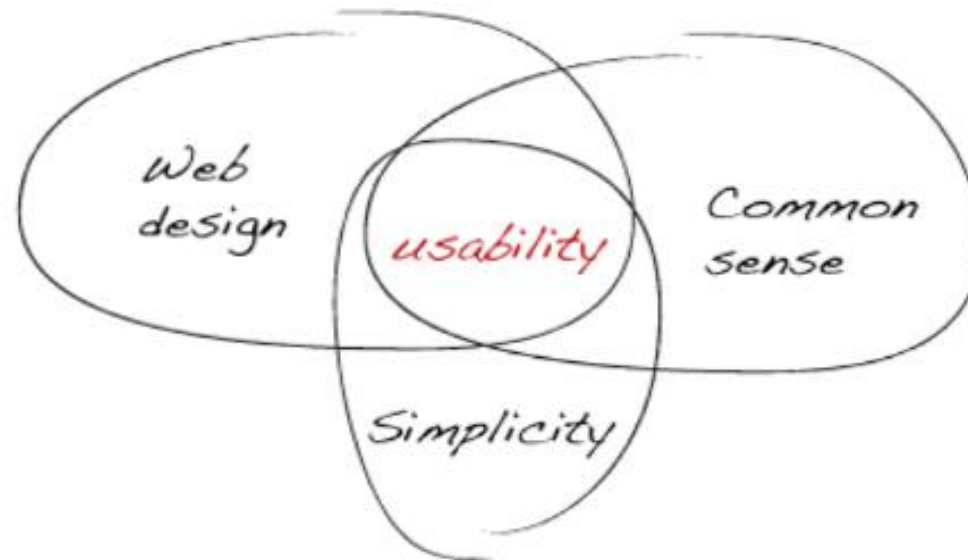 Web
design
usability
Common
sense
Simplicity